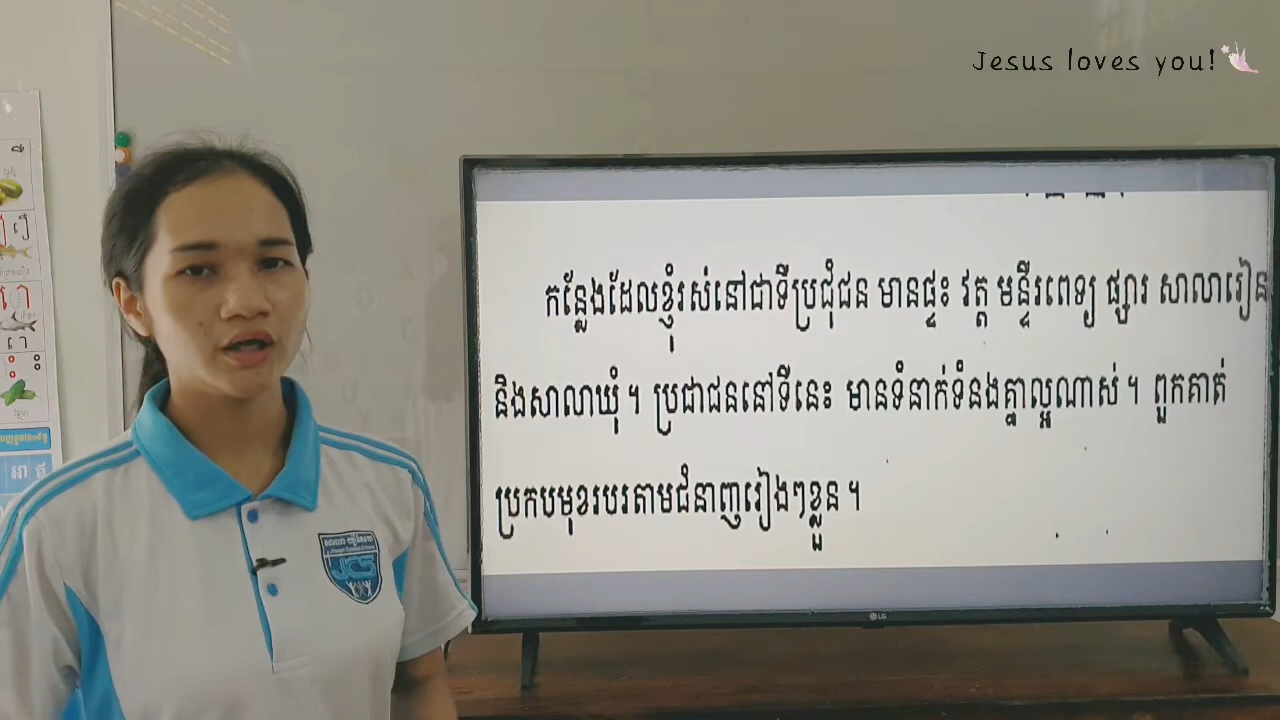 Jesus loves you!
កន្លែងដែលខ្ញុំរស់នៅជាទីប្រជុំជន មានផ្ទះ វត្ត មន្ទីរពេទ្យ ផ្សារ សាលារៀន
និងសាលាឃុំ ។ ប្រជាជននៅទីនេះ មានទំនាក់ទំនងគ្នាល្អណាស់ ។ ពួកគាត់
ប្រកបមុខរបរតាមជំនាញរៀងៗខ្លួន ។
LG
JCS